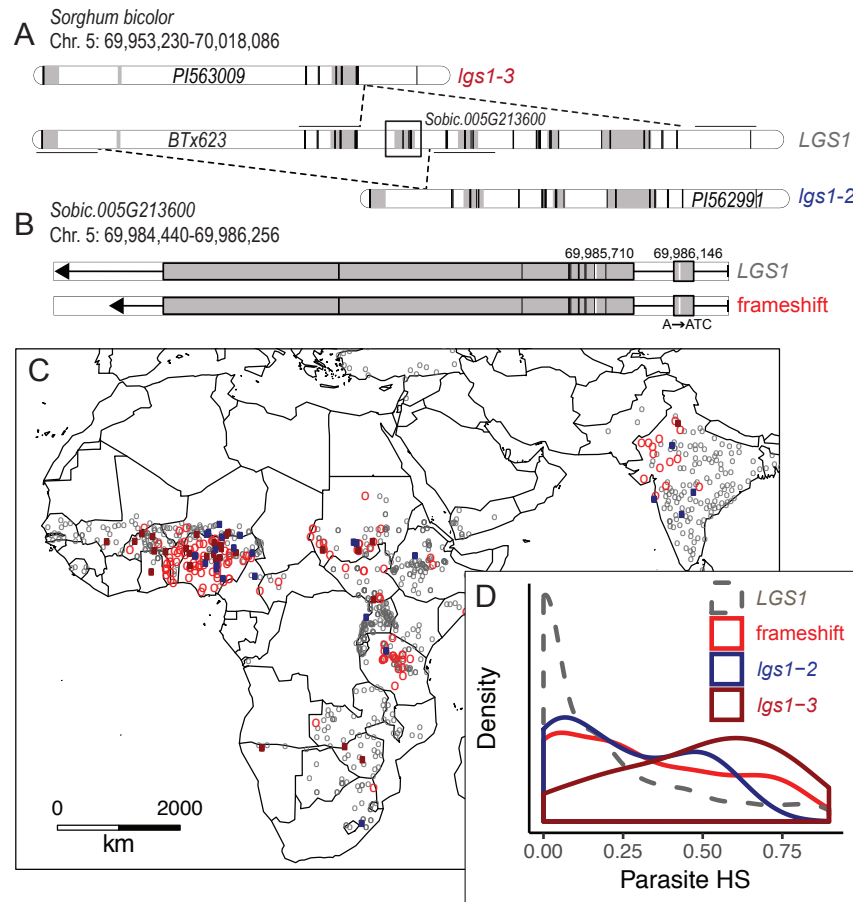 Sorghum bicolor
A
Chr. 5: 69,953,230-70,018,086
PI563009
lgs1-3
Sobic.005G213600
BTx623
LGS1
PI562991
lgs1-2
B
Sobic.005G213600
Chr. 5: 69,984,440-69,986,256
69,985,710
69,986,146
LGS1
frameshift
A→ATC
C
0
2000
km
D
LGS1
frameshift
lgs1−2
lgs1−3
Density
0.00
0.25
0.50
0.75
Parasite HS